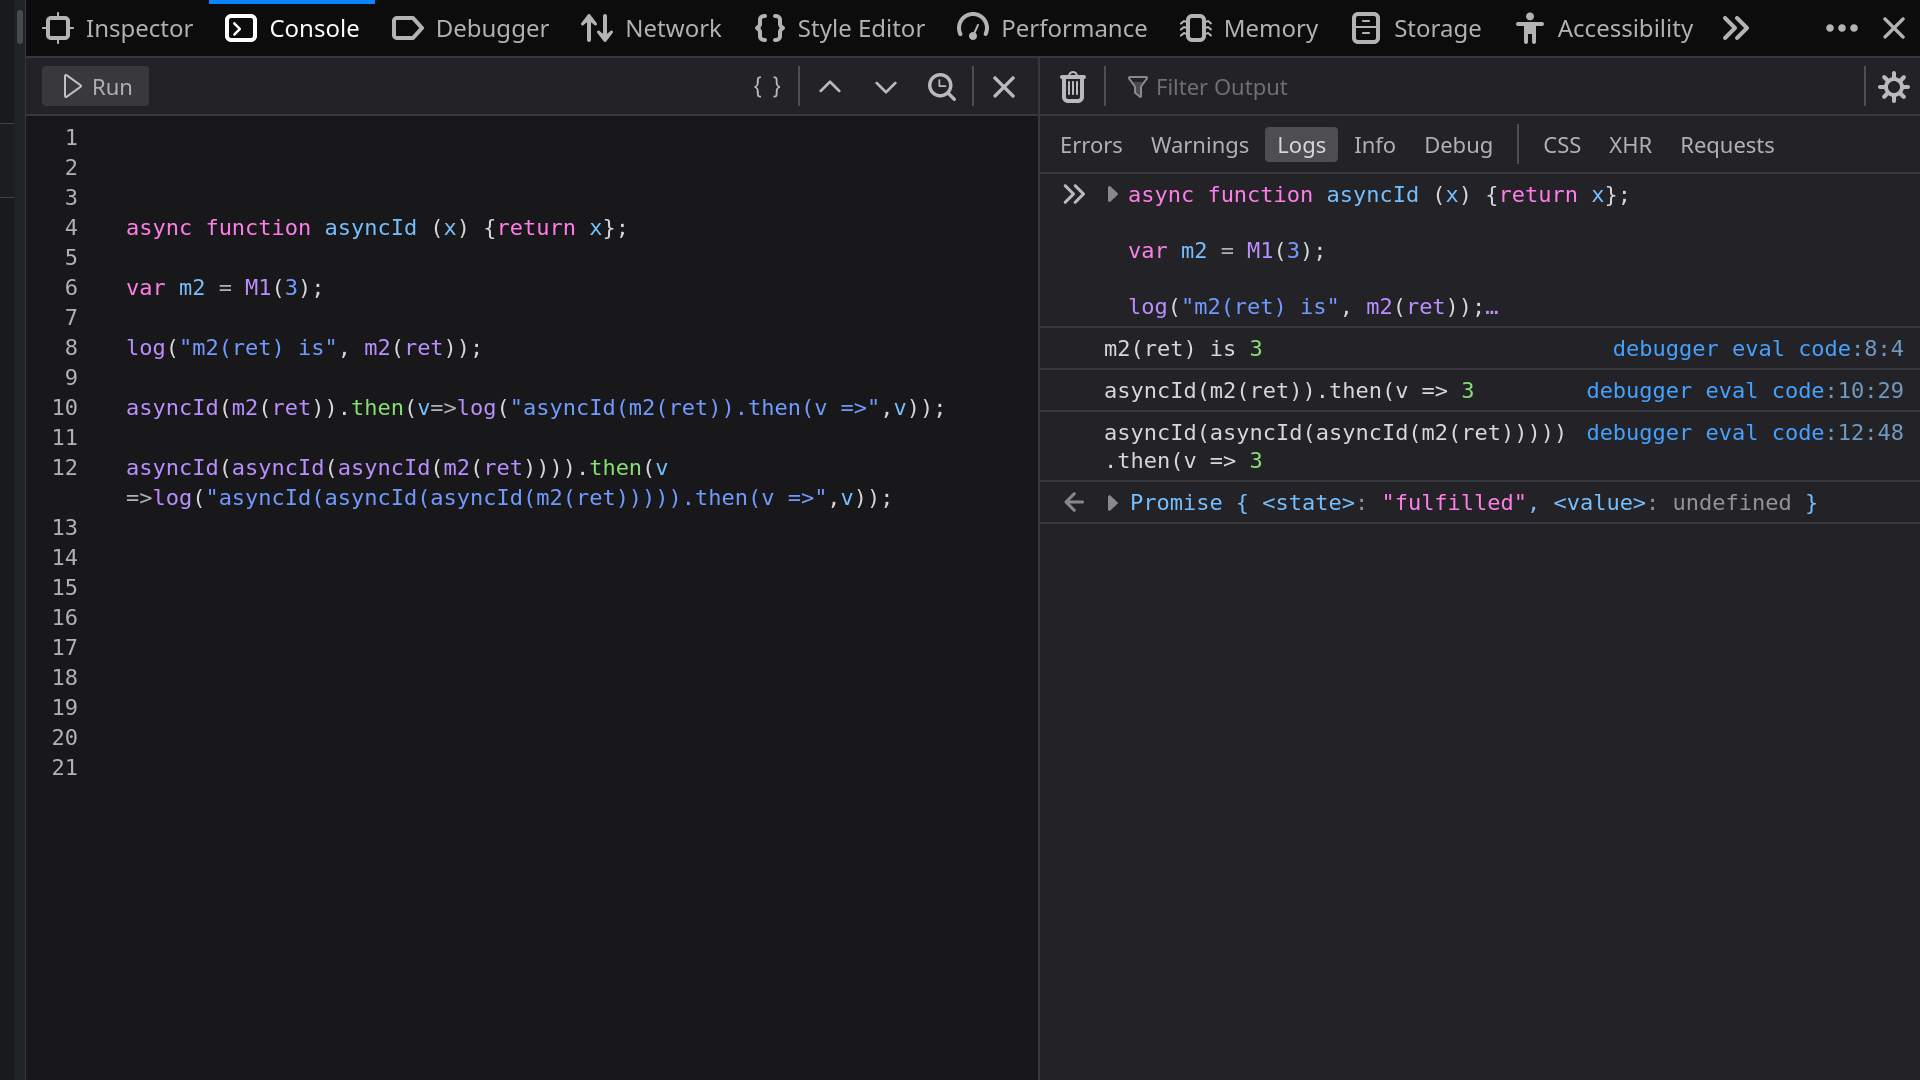 Inspector Console Debugger Network Style Editor Performance Memory Storage Accessibility
Run
{ }
Filter Output
Errors Warnings Logs Info Debug CSS XHR Requests
1
2
3
4 async function asyncId (x) {return x};
5
6 var m2 = M1(3);
7
8 log("m2(ret) is", m2(ret));
9
10 asyncId(m2(ret)).then(v=>log("asyncId(m2(ret)).then(v =>",v));
11
12 asyncId(asyncId(asyncId(m2(ret)))).then(v
=>log("asyncId(asyncId(asyncId(m2(ret))))).then(v =>",v));
13
14
15
16
17
18
19
20
21
async function asyncId (x) {return x};
var m2 = M1(3);
log("m2(ret) is", m2(ret));…
m2(ret) is 3 debugger eval code:8:4
asyncId(m2(ret)).then(v => 3 debugger eval code:10:29
asyncId(asyncId(asyncId(m2(ret))))) debugger eval code:12:48
.then(v => 3
Promise { <state>: "fulfilled", <value>: undefined }